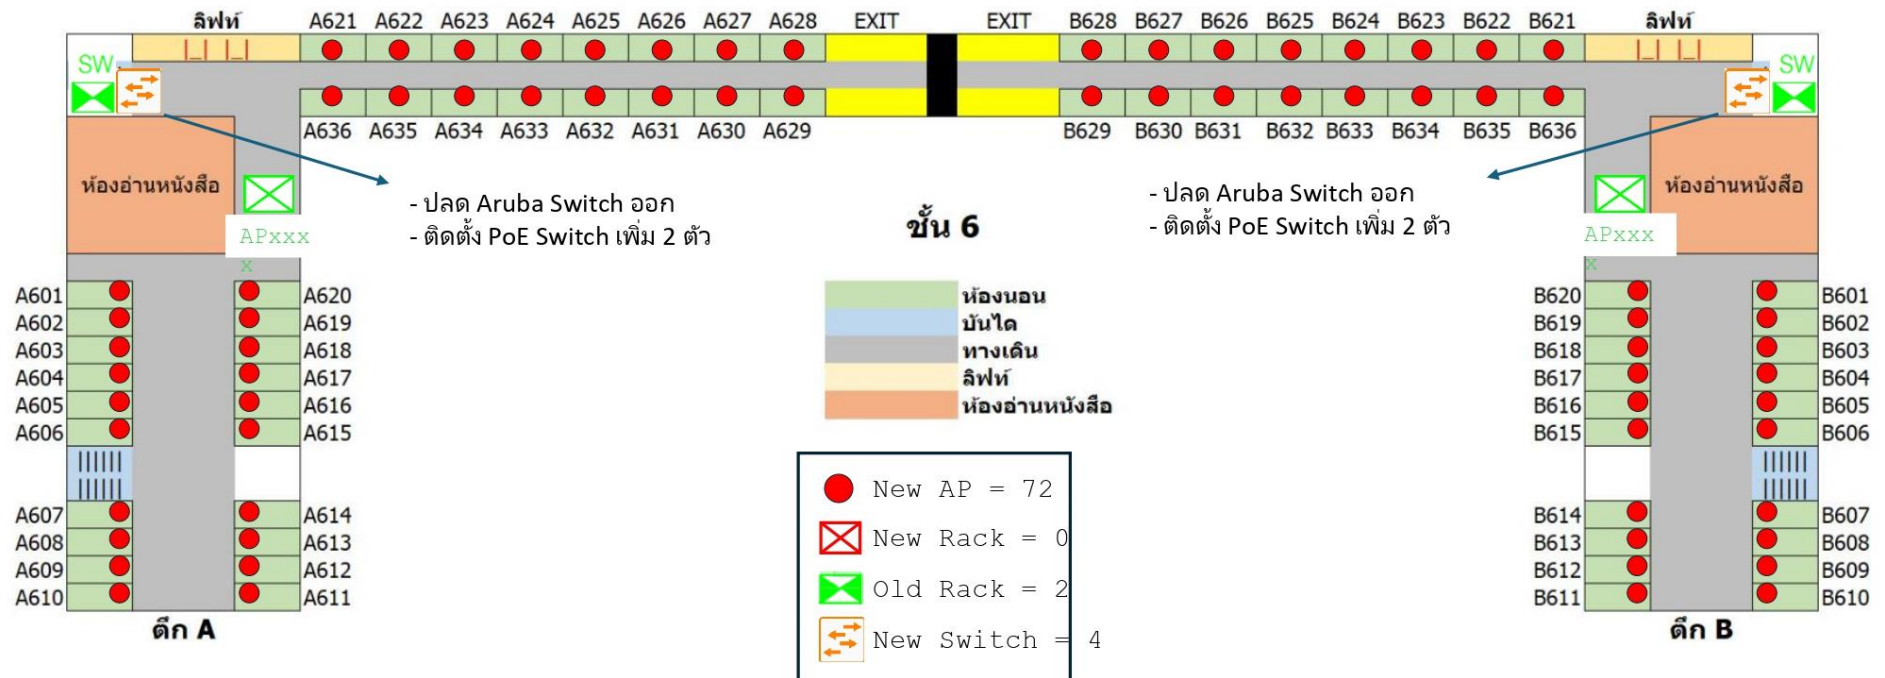 ลิฟท์ A621 A622 A623 A624 A625 A626 A627 A628 EXIT EXIT B628 B627 B626 B625 B624 B623 B622 B621 ลิฟท์
SW SW
A636 A635 A634 A633 A632 A631 A630 A629 B629 B630 B631 B632 B633 B634 B635 B636
ห้องอ่านหนังสือ ห้องอ่านหนังสือ
- ปลด Aruba Switch ออก
- ติดตั้ง PoE Switch เพิ่ม 2 ตัว
- ปลด Aruba Switch ออก
- ติดตั้ง PoE Switch เพิ่ม 2 ตัว
ชั้น 6
APxxx
x
APxxx
x
A601 A620
A602 A619
A603 A618
A604 A617
A605 A616
A606 A615
A607 A614
A608 A613
A609 A612
A610 A611
ตึก A
ห้องนอน
บันได
ทางเดิน
ลิฟท์
ห้องอ่านหนังสือ
New AP = 72
New Rack = 0
Old Rack = 2
New Switch = 4
B620 B601
B619 B602
B618 B603
B617 B604
B616 B605
B615 B606
B614 B607
B613 B608
B612 B609
B611 B610
ตึก B